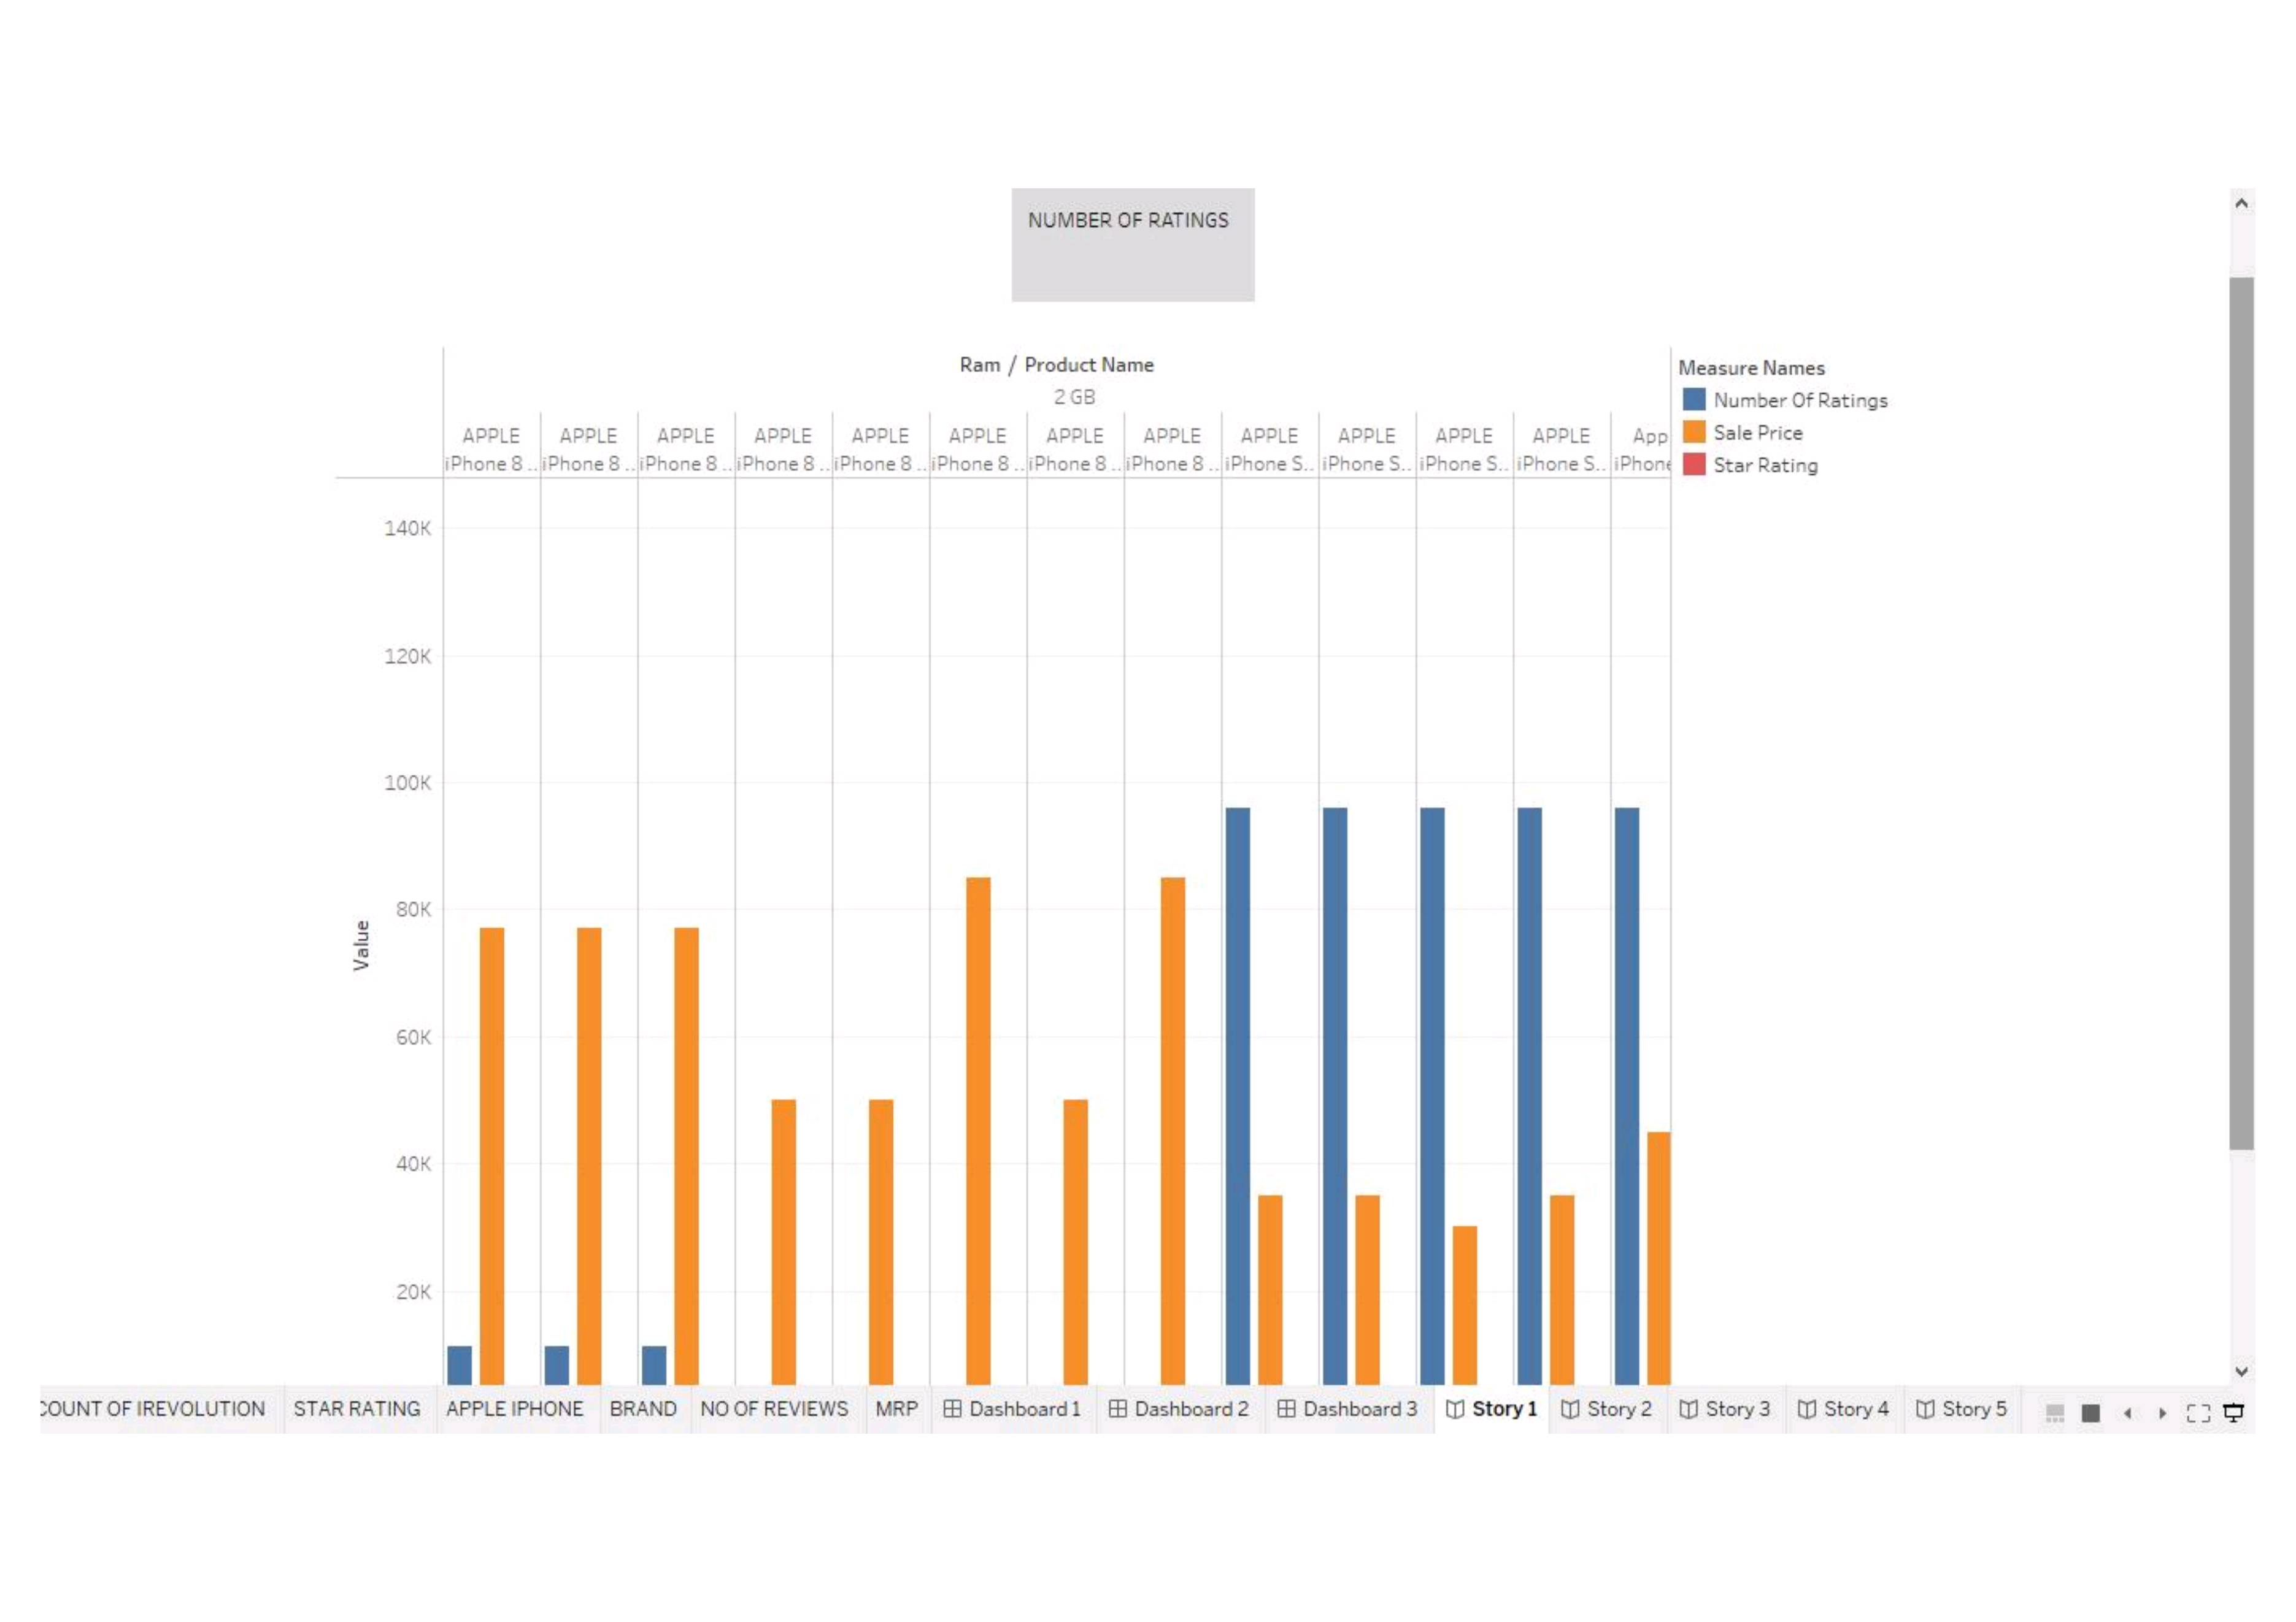 NUMBER OF RATINGS
Ram / Product Name
2 GB
APPLE APPLE APPLE APPLE APPLE APPLE APPLE APPLE APPLE APPLE APPLE APPLE App
iPhone 8 .. iPhone 8 .. iPhone 8 .. iPhone 8 .. iPhone 8 .. iPhone 8 .. iPhone 8 .. iPhone 8 .. iPhone S.. iPhone S.. iPhone S.. iPhone S.. iPhone
Measure Names
Number Of Ratings
Sale Price
Star Rating
140K
120K
100K
80K
60K
40K
20K
Value
COUNT OF IREVOLUTION STAR RATING APPLE IPHONE BRAND NO OF REVIEWS MRP Dashboard 1 Dashboard 2 Dashboard 3 Story 1 Story 2 Story 3 Story 4 Story 5